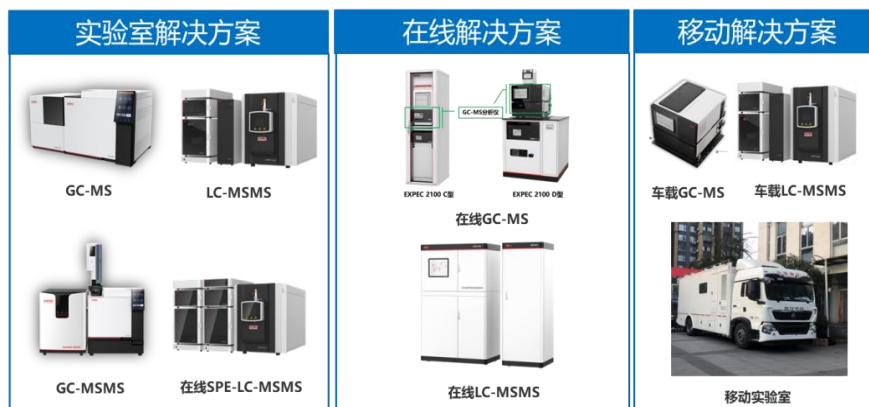 实验室解决方案
GC-MS
LC-MSMS
GC-MSMS
在线SPE-LC-MSMS
在线解决方案
GC-MS分析仪
EXPEC 2100 C型
EXPEC 2100 D型
在线GC-MS
在线LC-MSMS
移动解决方案
车载GC-MS
车载LC-MSMS
移动实验室